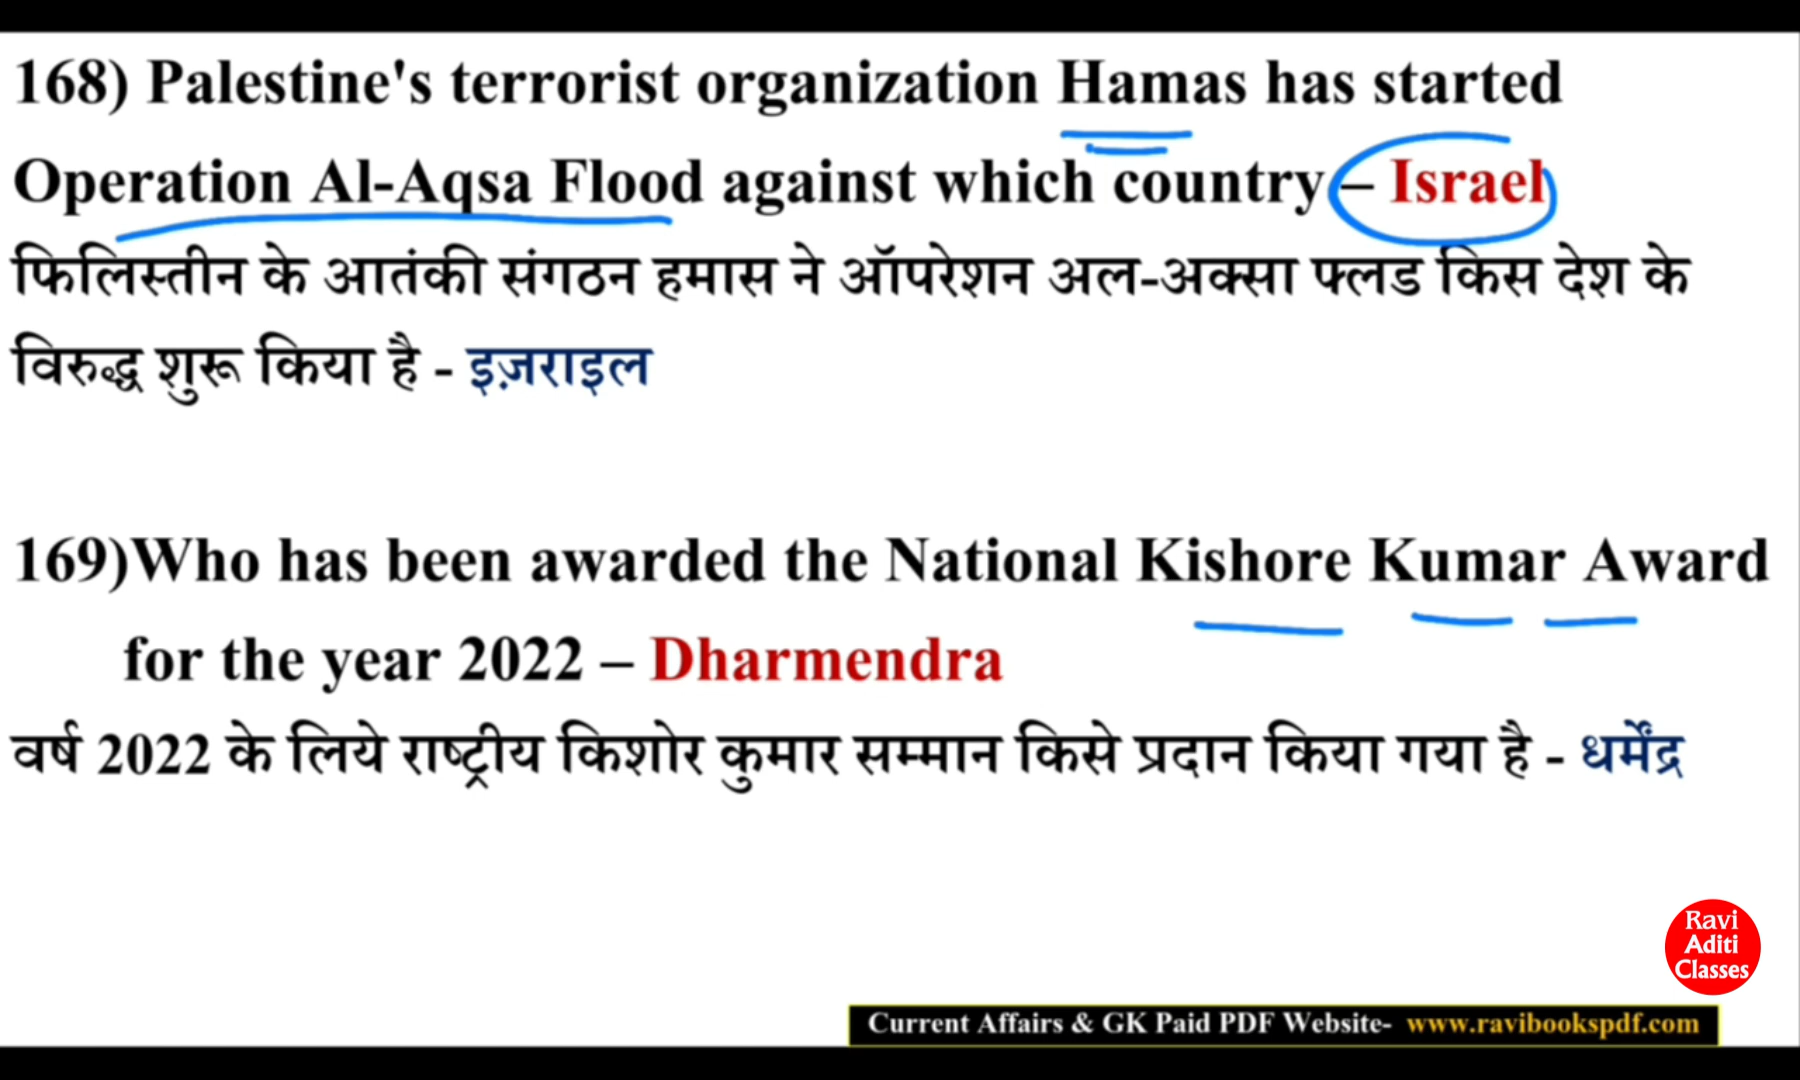 168) Palestine's terrorist organization Hamas has started
Operation Al-Aqsa Flood against which country – Israel
फिलिस्तीन के आतंकी संगठन हमास ने ऑपरेशन अल-अक्सा फ्लड किस देश के
विरुद्ध शुरू किया है - इज़राइल
169)Who has been awarded the National Kishore Kumar Award
for the year 2022 – Dharmendra
वर्ष 2022 के लिये राष्ट्रीय किशोर कुमार सम्मान किसे प्रदान किया गया है - धर्मेंद्र
Ravi
Aditi
Classes
Current Affairs & GK Paid PDF Website- www.ravibookspdf.com